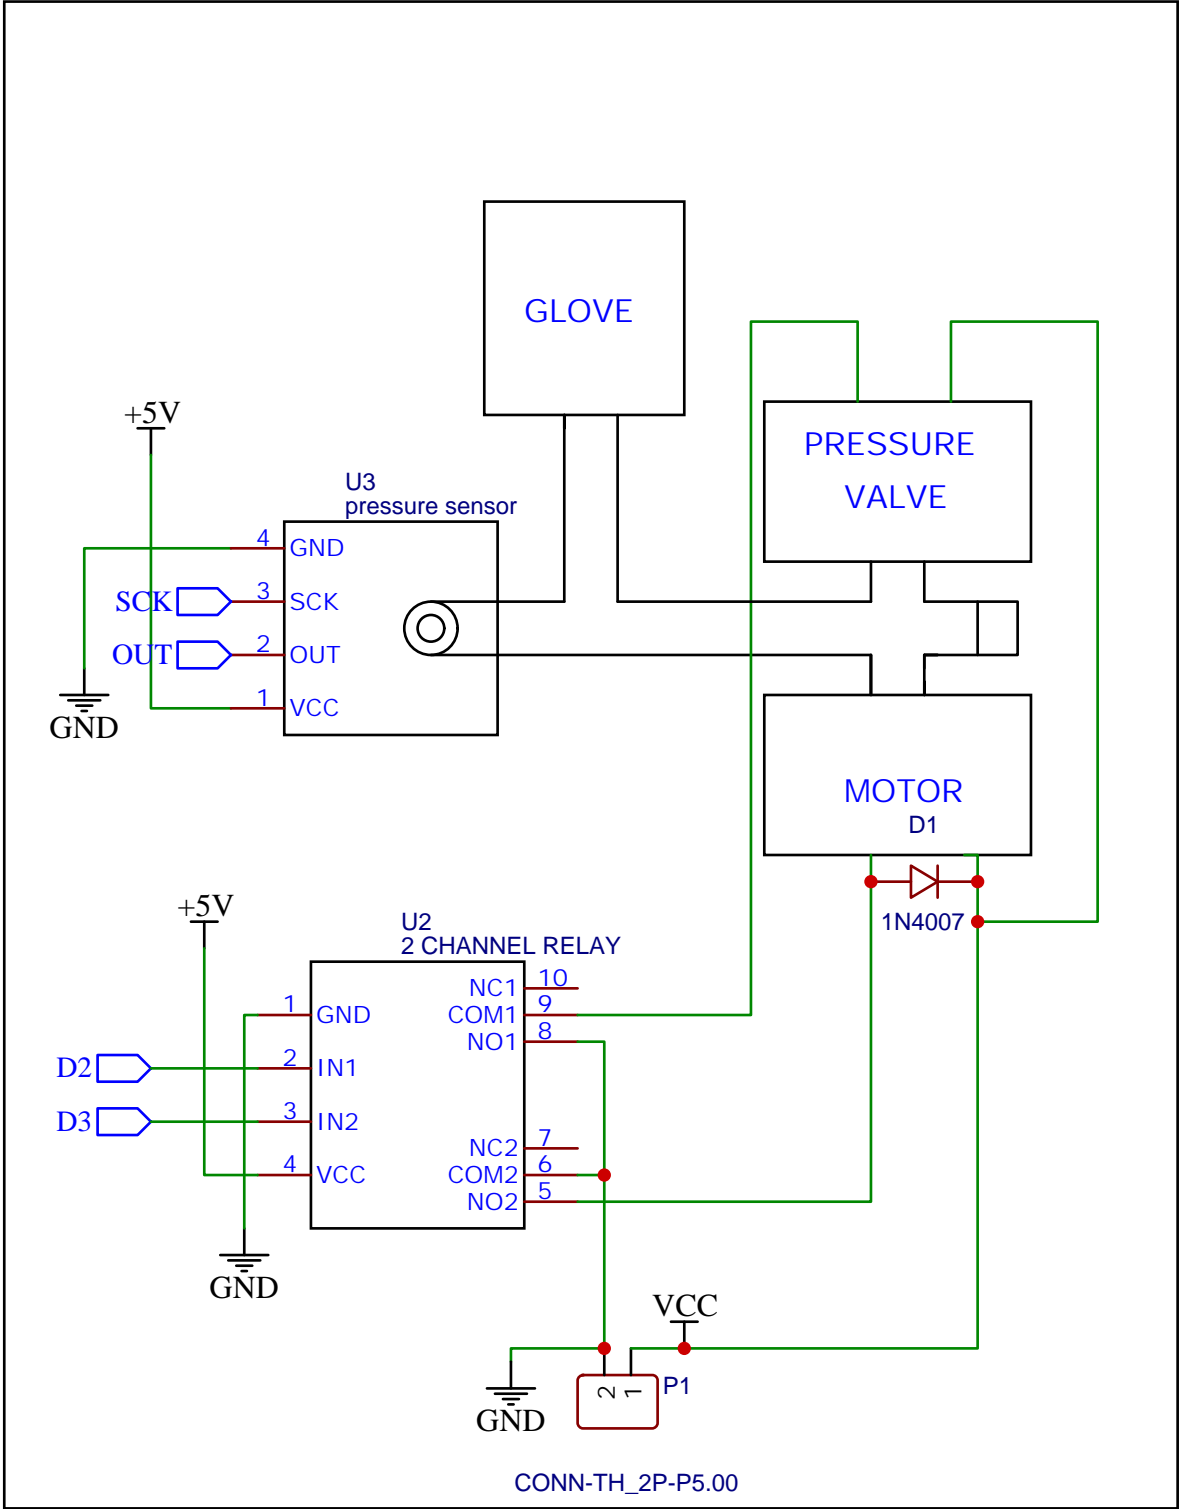 GLOVE
PRESSURE
VALVE
+5V
U3
pressure sensor
4 GND
SCK 3 SCK
OUT 2 OUT
1 VCC
GND
MOTOR
D1
1N4007
+5V
U2
2 CHANNEL RELAY
NC1 10
1 GND COM1 9
NO1 8
D2 2 IN1
D3 3 IN2
NC2 7
4 VCC COM2 6
NO2 5
GND
VCC
2 1 P1
GND
CONN-TH_2P-P5.00